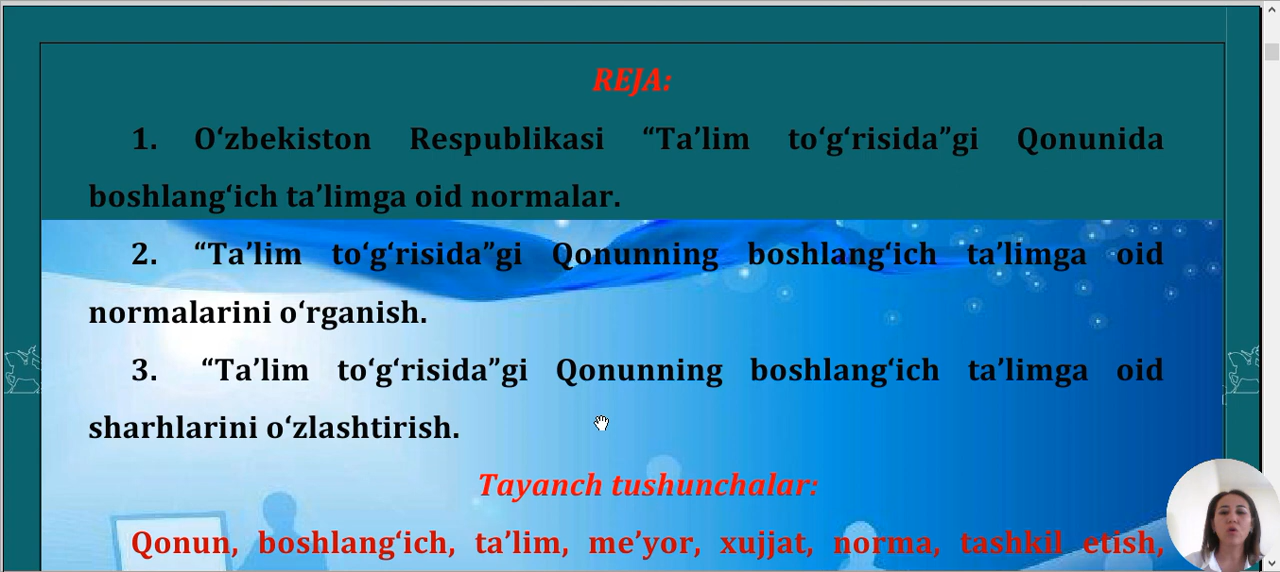 REJA:
1. O‘zbekiston Respublikasi “Ta’lim to‘g‘risida”gi Qonunida
boshlang‘ich ta’limga oid normalar.
2. “Ta’lim to‘g‘risida”gi Qonunning boshlang‘ich ta’limga oid
normalarini o‘rganish.
3. “Ta’lim to‘g‘risida”gi Qonunning boshlang‘ich ta’limga oid
sharhlarini o‘zlashtirish.
Tayanch tushunchalar:
Qonun, boshlang‘ich, ta’lim, me’yor, xujjat, norma, tashkil etish,